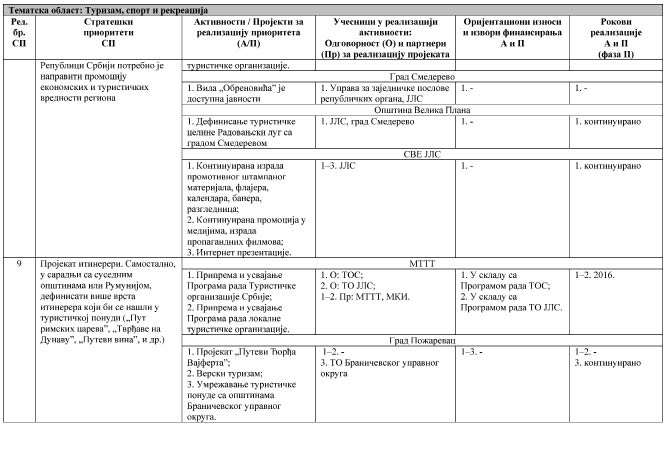 Тематска област: Туризам, спорт и рекреација
Рел. бр. СП
Стратешки приоритети СП
Активности / Пројекти за реализацију приоритета (А/П)
Учесници у реализацији активности: Одговорност (О) и партнери (Пр) за реализацију пројеката
Оријентациони износи и извори финансирања А и П
Рокови реализације А и П (фаза II)
Републици Србији потребно је
направити промоцију
економских и туристичких
вредности региона
туристичке организације.
Град Смедерево
1. Вила „Обреновића” је
доступна јавности
1. Управа за заједничке послове
републичких органа, ЈЛС
1. -
1. -
Општина Велика Плана
1. Дефинисање туристичке
целине Радовањски луг са
градом Смедеревом
1. ЈЛС, град Смедерево
1. -
1. континуирано
СВЕ ЈЛС
1. Континуирана израда
промотивног штампаног
материјала, флајера,
календара, банера,
разгледница;
2. Континуирана промоција у
медијима, израда
пропагандних филмова;
3. Интернет презентације.
1–3. ЈЛС
1. -
1. континуирано
9
Пројекат итинерери. Самостално,
у сарадњи са суседним
општинама или Румунијом,
дефинисати више врста
итинерера који би се нашли у
туристичкој понуди („Пут
римских царева”, „Тврђаве на
Дунаву”, „Путеви вина”, и др.)
МТТТ
1. Припрема и усвајање
Програма рада Туристичке
организације Србије;
2. Припрема и усвајање
Програма рада локалне
туристичке организације.
1. О: ТОС;
2. О: ТО ЈЛС;
1–2. Пр: МТТТ, МКИ.
1. У складу са
Програмом рада ТОС;
2. У складу са
Програмом рада ТО ЈЛС.
1–2. 2016.
Град Пожаревац
1. Пројекат „Путеви Ђорђа
Вајферта”;
2. Верски туризам;
3. Умрежавање туристичке
понуде са општинама
Браничевског управног
округа.
1–2. -
3. ТО Браничевског управног
округа
1–3. -
1–2. -
3. континуирано